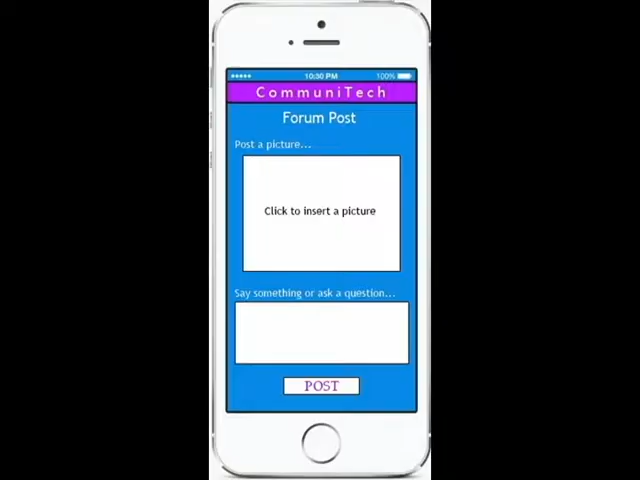 10:30 PM 100%
CommuniTech
Forum Post
Post a picture...
Click to insert a picture
Say something or ask a question...
POST